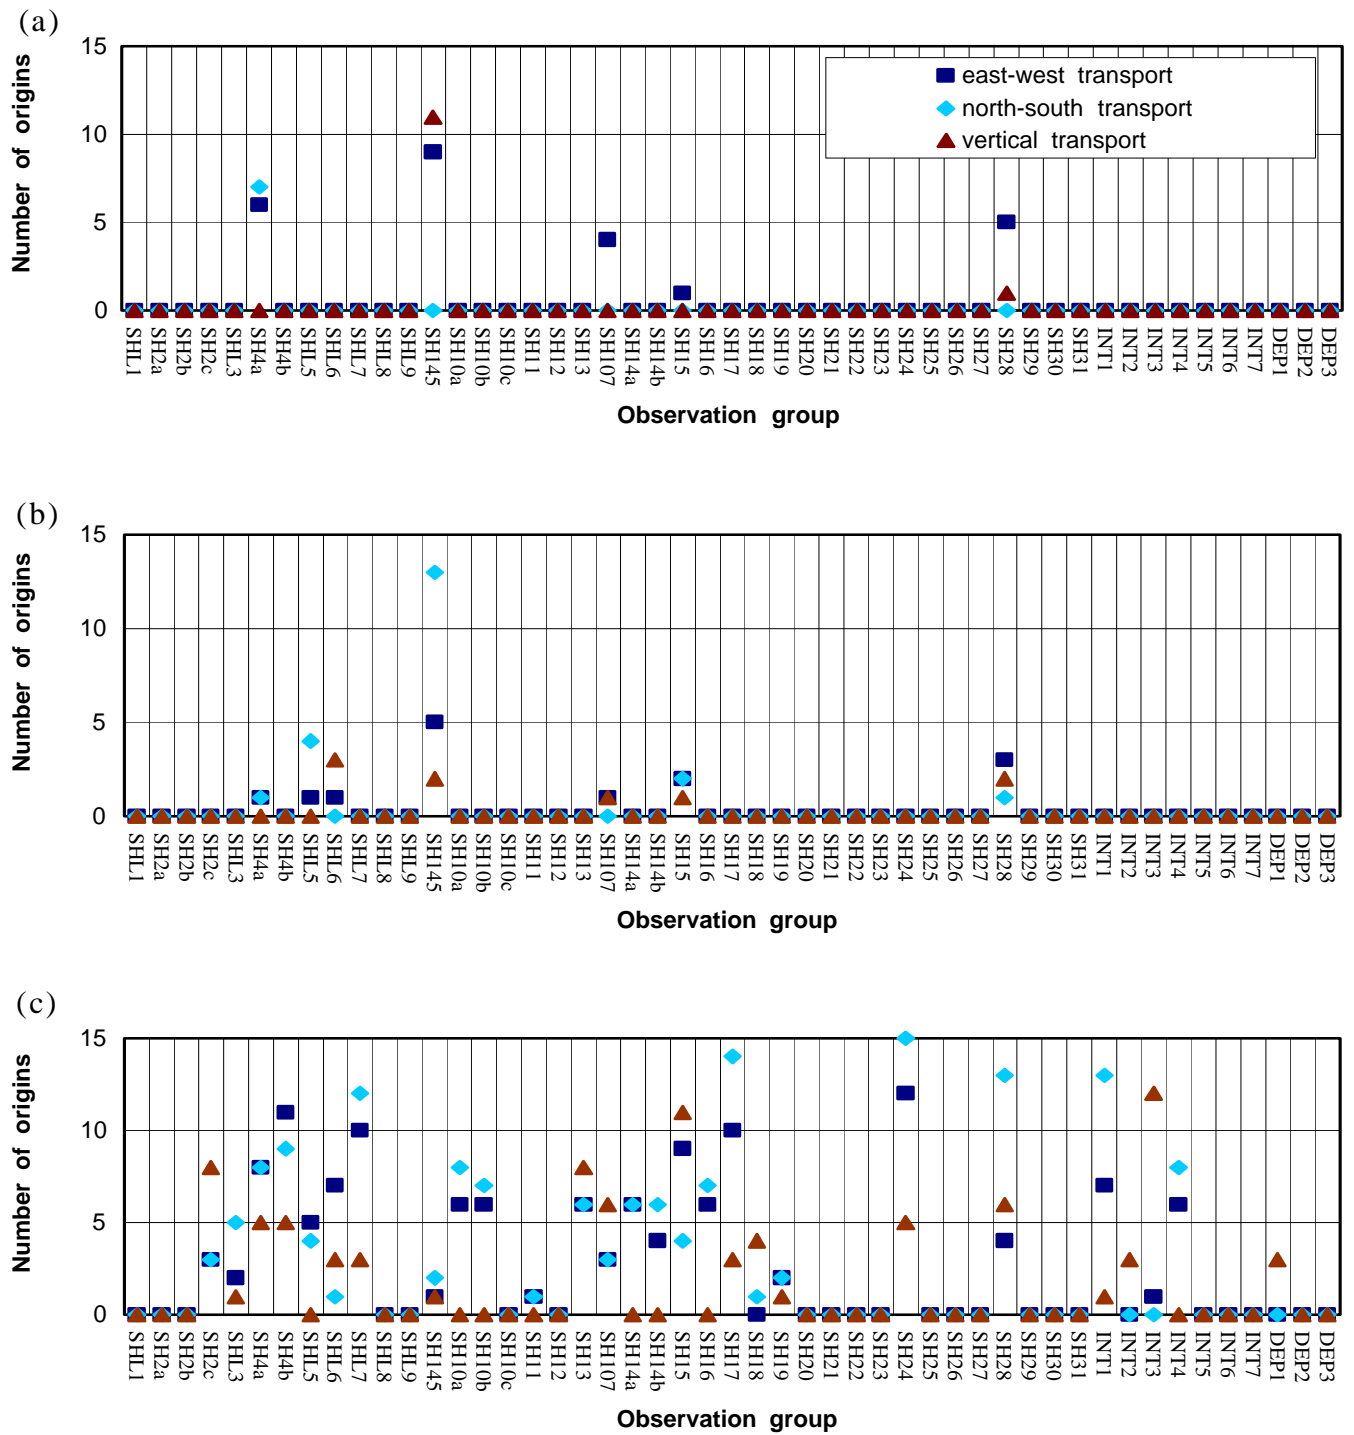 (a)
Number of origins
15
10
5
0
east-west transport
north-south transport
vertical transport
SHL1 SH2a SH2b SH2c SHL3 SH4a SH4b SHL5 SHL6 SHL7 SHL8 SHL9 SH145 SH10a SH10b SH10c SH11 SH12 SH13 SH107 SH14a SH14b SH15 SH16 SH17 SH18 SH19 SH20 SH21 SH22 SH23 SH24 SH25 SH26 SH27 SH28 SH29 SH30 SH31 INT1 INT2 INT3 INT4 INT5 INT6 INT7 DEP1 DEP2 DEP3
Observation group
(b)
Number of origins
15
10
5
0
SHL1 SH2a SH2b SH2c SHL3 SH4a SH4b SHL5 SHL6 SHL7 SHL8 SHL9 SH145 SH10a SH10b SH10c SH11 SH12 SH13 SH107 SH14a SH14b SH15 SH16 SH17 SH18 SH19 SH20 SH21 SH22 SH23 SH24 SH25 SH26 SH27 SH28 SH29 SH30 SH31 INT1 INT2 INT3 INT4 INT5 INT6 INT7 DEP1 DEP2 DEP3
Observation group
(c)
Number of origins
15
10
5
0
SHL1 SH2a SH2b SH2c SHL3 SH4a SH4b SHL5 SHL6 SHL7 SHL8 SHL9 SH145 SH10a SH10b SH10c SH11 SH12 SH13 SH107 SH14a SH14b SH15 SH16 SH17 SH18 SH19 SH20 SH21 SH22 SH23 SH24 SH25 SH26 SH27 SH28 SH29 SH30 SH31 INT1 INT2 INT3 INT4 INT5 INT6 INT7 DEP1 DEP2 DEP3
Observation group